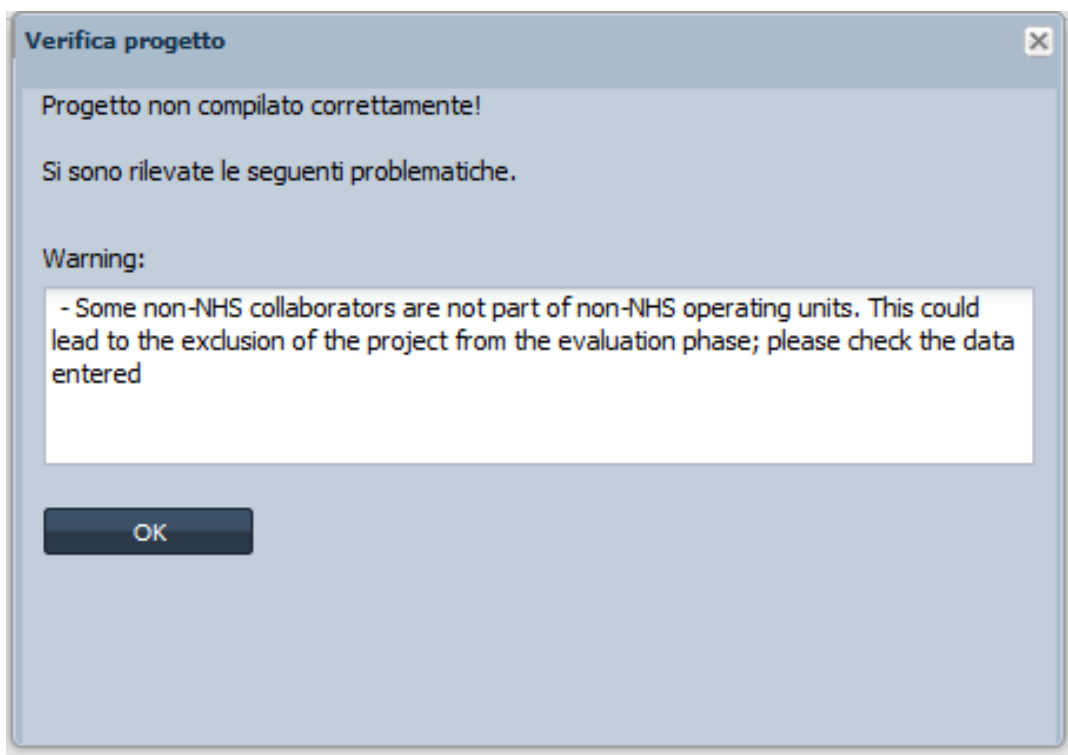 Verifica progetto
Progetto non compilato correttamente!
Si sono rilevate le seguenti problematiche.
Warning:
- Some non-NHS collaborators are not part of non-NHS operating units. This could
lead to the exclusion of the project from the evaluation phase; please check the data
entered
OK